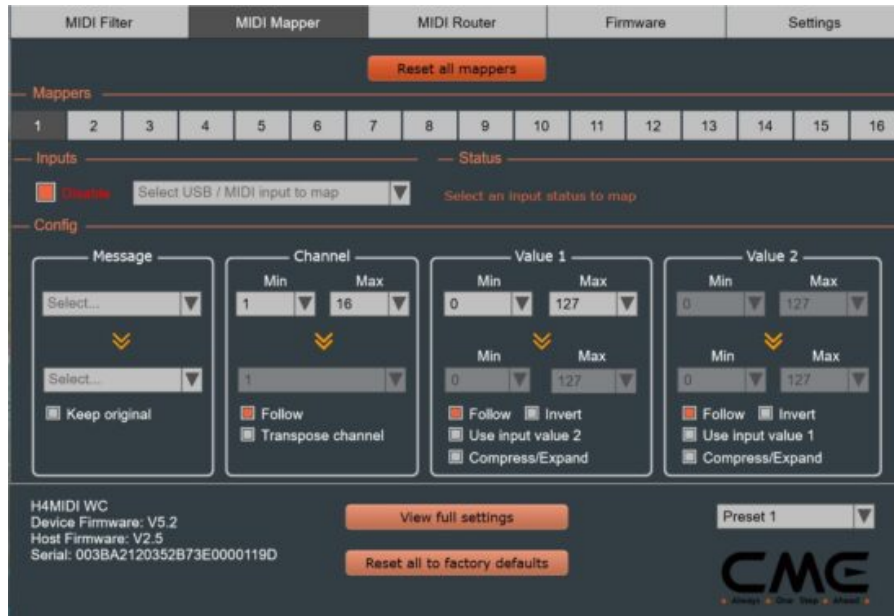 MIDI Filter MIDI Mapper MIDI Router Firmware Settings
Reset all mappers
Mappers
1 2 3 4 5 6 7 8 9 10 11 12 13 14 15 16
Inputs Status
Disable Select USB / MIDI input to map Select an input status to map
Config
Message Channel Value 1 Value 2
Min Max Min Max Min Max
Select... 1 16 0 127 0 127
Min Max Min Max
Select... 1 0 127 0 127
Keep original Follow Follow Invert Follow Invert
Transpose channel Use input value 2 Use input value 1
Compress/Expand Compress/Expand
H4MIDI WC
Device Firmware: V5.2
Host Firmware: V2.5
Serial: 003BA2120352B73E0000119D
View full settings
Reset all to factory defaults
Preset 1
CME
Always One Step Ahead